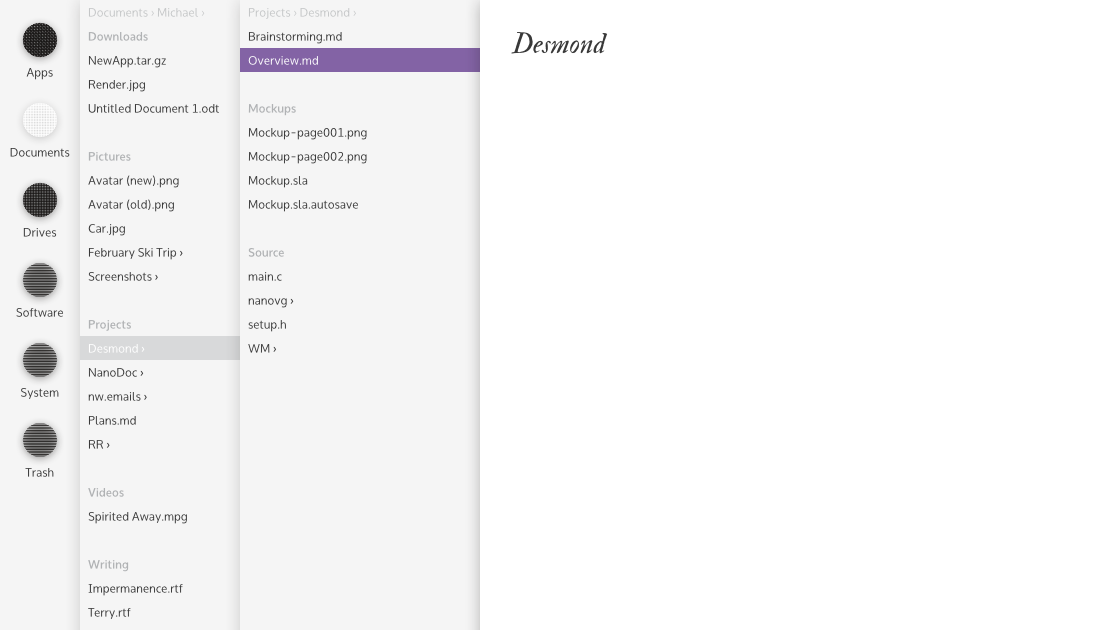 Apps
Documents
Drives
Software
System
Trash
Documents › Michael ›
Downloads
NewApp.tar.gz
Render.jpg
Untitled Document 1.odt
Pictures
Avatar (new).png
Avatar (old).png
Car.jpg
February Ski Trip ›
Screenshots ›
Projects
Desmond ›
NanoDoc ›
nw.emails ›
Plans.md
RR ›
Videos
Spirited Away.mpg
Writing
Impermanence.rtf
Terry.rtf
Projects › Desmond ›
Brainstorming.md
Overview.md
Mockups
Mockup-page001.png
Mockup-page002.png
Mockup.sla
Mockup.sla.autosave
Source
main.c
nanovg ›
setup.h
WM ›
Desmond